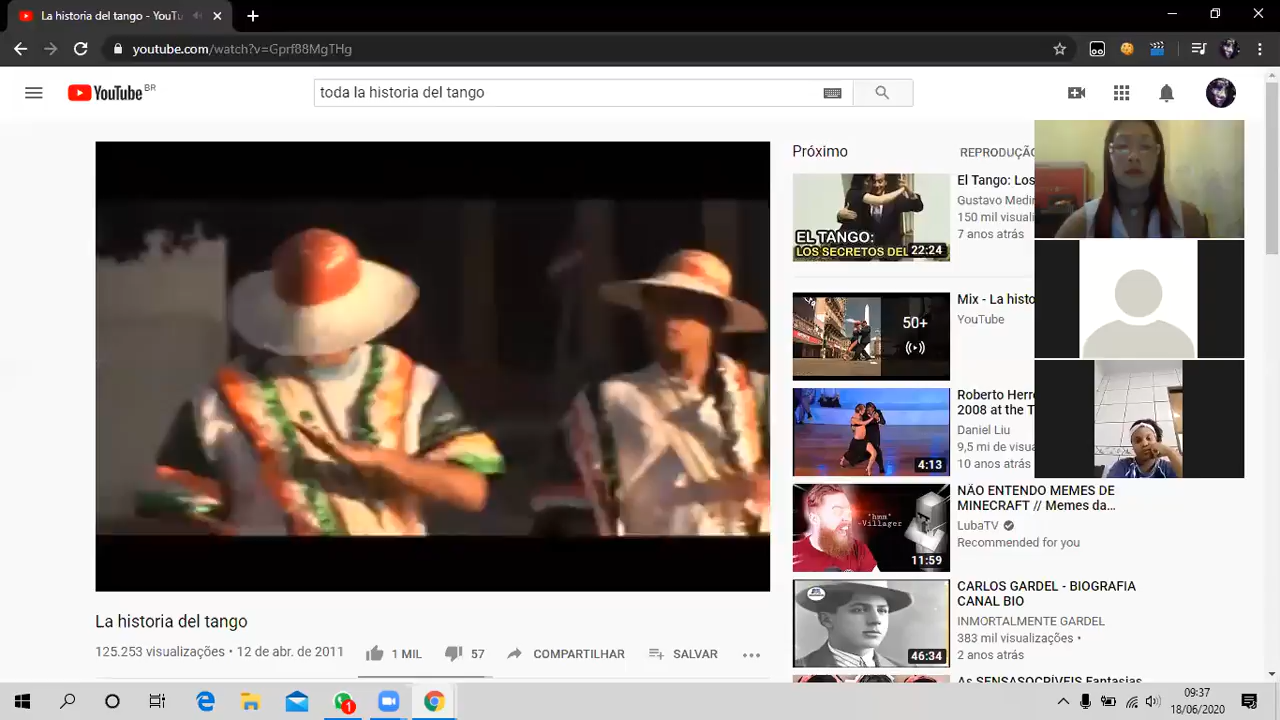 La historia del tango - YouTu
youtube.com/watch?v=Gprf88MgTHg
YouTube BR
toda la historia del tango
Próximo
REPRODUÇÃO
EL TANGO:
LOS SECRETOS DEL
22:24
El Tango: Los
Gustavo Medin
150 mil visuali
7 anos atrás
50+
Mix - La histo
YouTube
4:13
Roberto Herre
2008 at the T
Daniel Liu
9,5 mi de visua
10 anos atrás
"hmm"
-Villager
11:59
NÃO ENTENDO MEMES DE
MINECRAFT // Memes da...
LubaTV
Recommended for you
46:34
CARLOS GARDEL - BIOGRAFIA
CANAL BIO
INMORTALMENTE GARDEL
383 mil visualizações •
2 anos atrás
As SENSASOCRÍVEIS Fantasias
La historia del tango
125.253 visualizações • 12 de abr. de 2011
1 MIL
57
COMPARTILHAR
SALVAR
1
09:37
18/06/2020